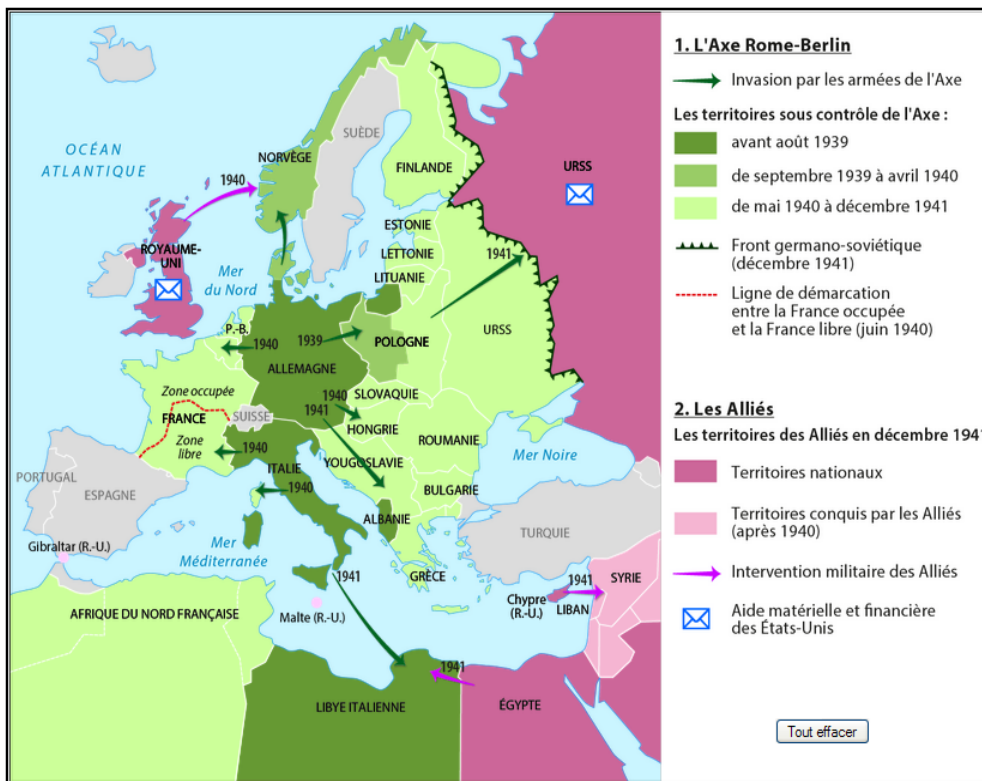 OCÉAN
ATLANTIQUE
SUÈDE
NORVÈGE
FINLANDE
URSS
1940
ESTONIE
ROYAUME-
UNI
LETTONIE
1941
LITUANIE
Mer
du Nord
P.-B.
1940
1939
POLOGNE
URSS
ALLEMAGNE
Zone occupée
SLOVAQUIE
1940
1941
FRANCE
SUISSE
HONGRIE
Zone
libre
1940
ROUMANIE
ITALIE
YOUGOSLAVIE
Mer Noire
PORTUGAL
ESPAGNE
1940
BULGARIE
ALBANIE
TURQUIE
Gibraltar (R.-U.)
Mer
Méditerranée
GRÈCE
1941
1941
SYRIE
Chypre
(R.-U.)
LIBAN
AFRIQUE DU NORD FRANÇAISE
Malte (R.-U.)
1941
LIBYE ITALIENNE
ÉGYPTE
1. L'Axe Rome-Berlin
Invasion par les armées de l'Axe
Les territoires sous contrôle de l'Axe :
avant août 1939
de septembre 1939 à avril 1940
de mai 1940 à décembre 1941
Front germano-soviétique
(décembre 1941)
Ligne de démarcation
entre la France occupée
et la France libre (juin 1940)
2. Les Alliés
Les territoires des Alliés en décembre 1941
Territoires nationaux
Territoires conquis par les Alliés
(après 1940)
Intervention militaire des Alliés
Aide matérielle et financière
des États-Unis
Tout effacer